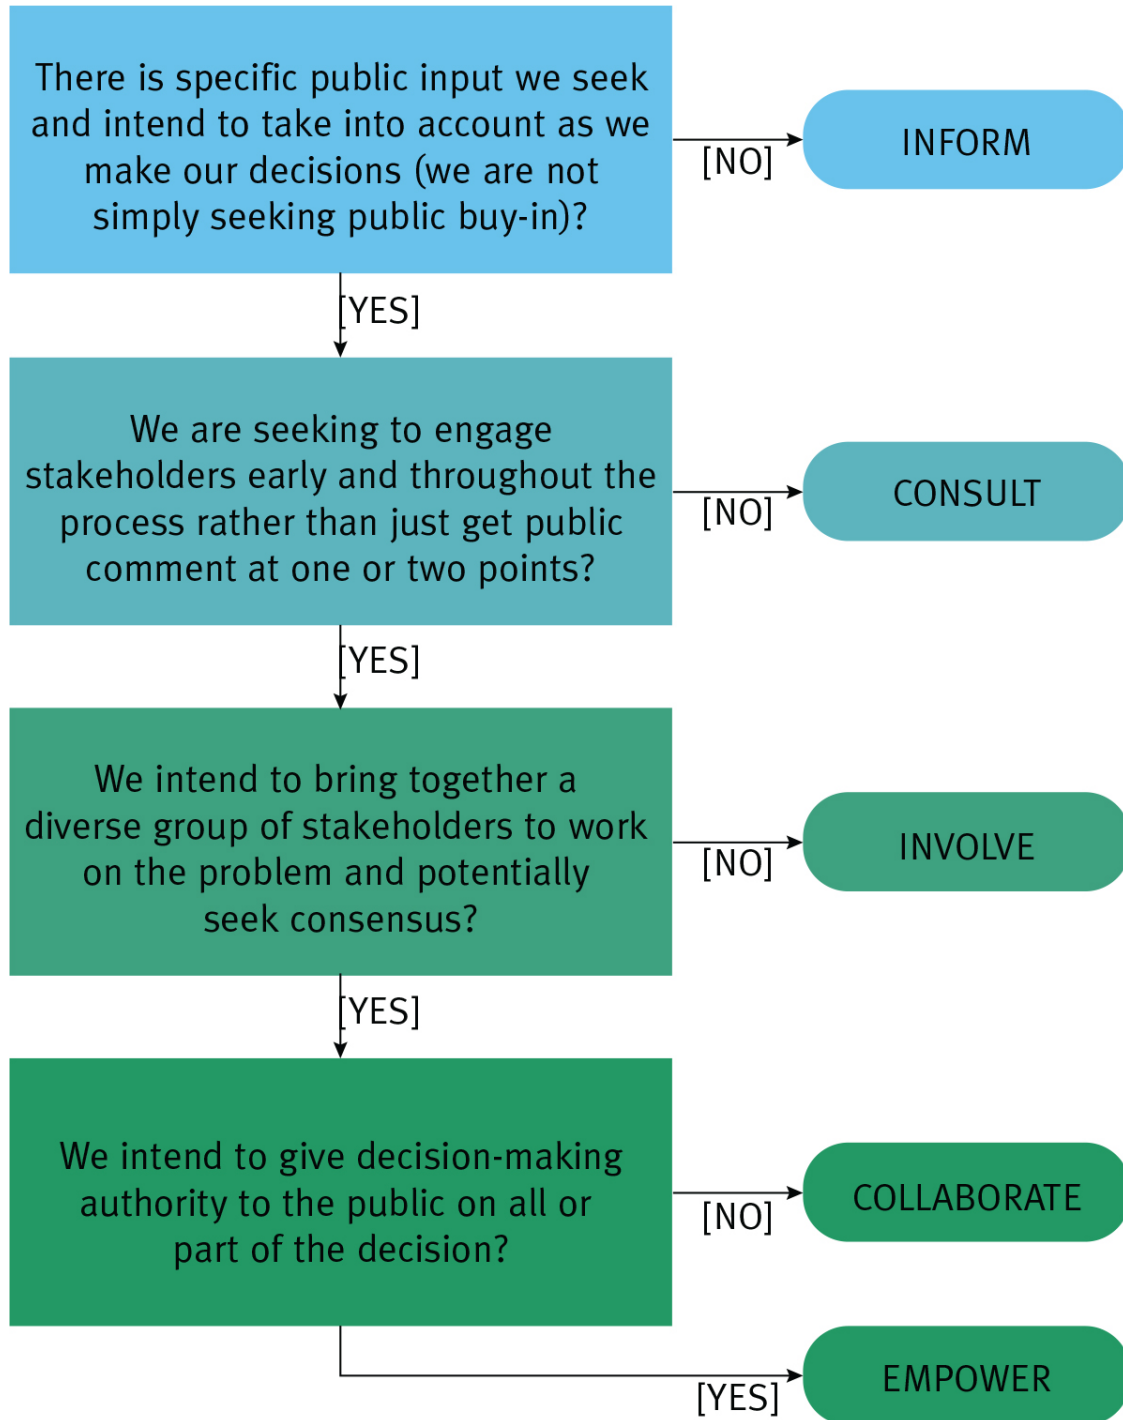 There is specific public input we seek
and intend to take into account as we
make our decisions (we are not
simply seeking public buy-in)?
[NO]
INFORM
[YES]
We are seeking to engage
stakeholders early and throughout the
process rather than just get public
comment at one or two points?
[NO]
CONSULT
[YES]
We intend to bring together a
diverse group of stakeholders to work
on the problem and potentially
seek consensus?
[NO]
INVOLVE
[YES]
We intend to give decision-making
authority to the public on all or
part of the decision?
[NO]
COLLABORATE
[YES]
EMPOWER